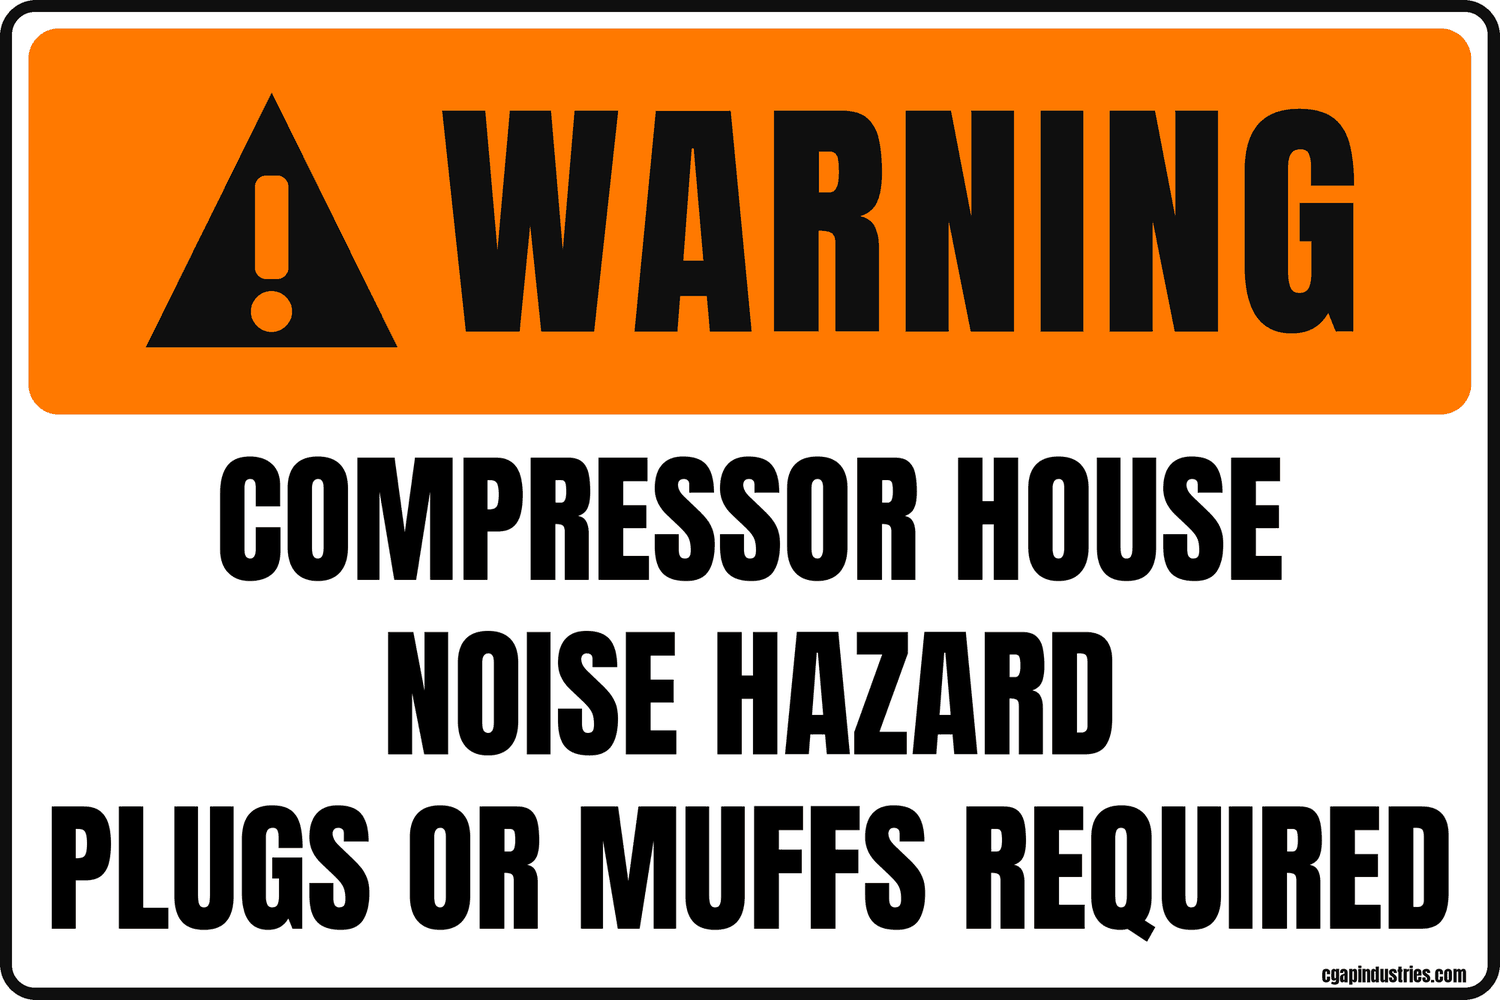 WARNING
COMPRESSOR HOUSE
NOISE HAZARD
PLUGS OR MUFFS REQUIRED
cgapindustries.com